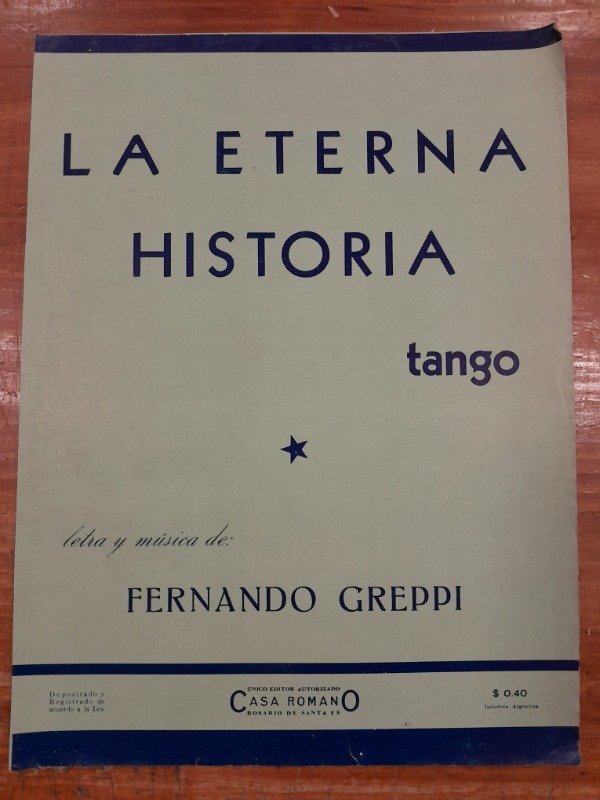 LA ETERNA
HISTORIA
tango
letra y música de:
FERNANDO GREPPI
Depositado y
Registrado de
acuerdo a la Ley
UNICO EDITOR AUTORIZADO
CASA ROMANO
ROSARIO DE SANTA FE
$ 0,40
Industria Argentina